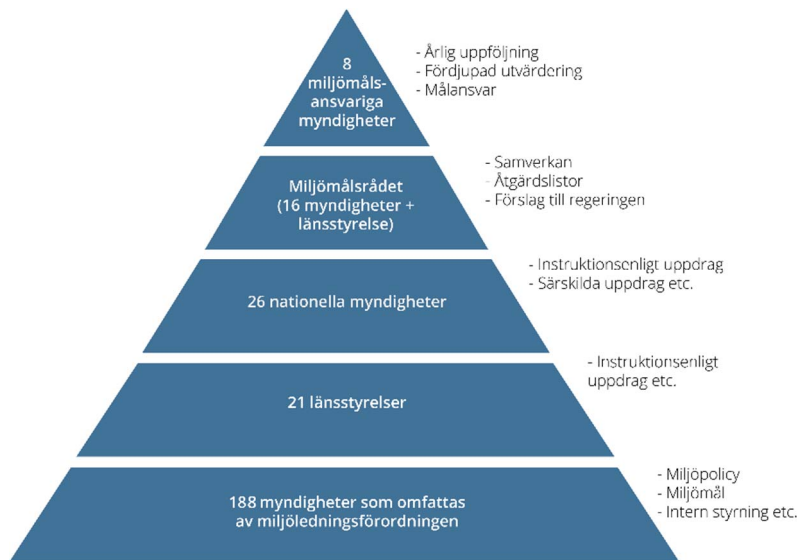 8
miljömåls-
ansvariga
myndigheter
- Årlig uppföljning
- Fördjupad utvärdering
- Målansvar
Miljömålsrådet
(16 myndigheter +
länsstyrelse)
- Samverkan
- Åtgärdslistor
- Förslag till regeringen
26 nationella myndigheter
- Instruktionsenligt uppdrag
- Särskilda uppdrag etc.
21 länsstyrelser
- Instruktionsenligt
uppdrag etc.
188 myndigheter som omfattas
av miljöledningsförordningen
- Miljöpolicy
- Miljömål
- Intern styrning etc.